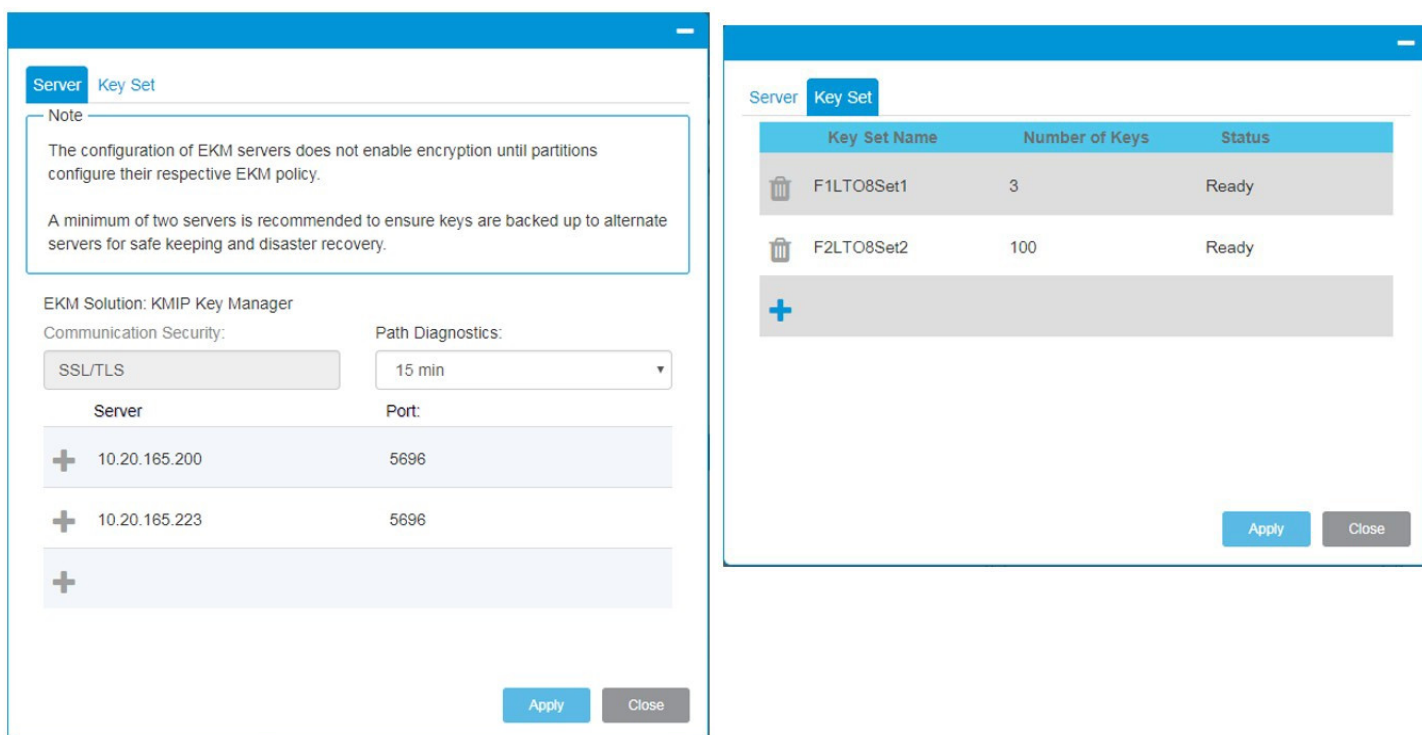 Server Key Set
Note
The configuration of EKM servers does not enable encryption until partitions
configure their respective EKM policy.
A minimum of two servers is recommended to ensure keys are backed up to alternate
servers for safe keeping and disaster recovery.
EKM Solution: KMIP Key Manager
Communication Security: Path Diagnostics:
SSL/TLS 15 min
Server Port:
10.20.165.200 5696
10.20.165.223 5696
Apply Close
Server Key Set
Key Set Name Number of Keys Status
F1LTO8Set1 3 Ready
F2LTO8Set2 100 Ready
Apply Close